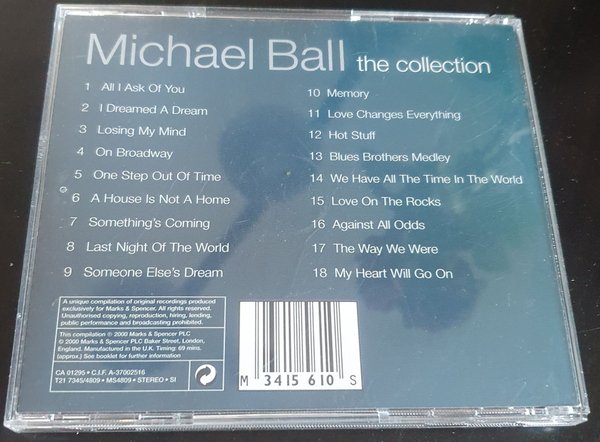 Michael Ball the collection
1 All I Ask Of You
2 I Dreamed A Dream
3 Losing My Mind
4 On Broadway
5 One Step Out Of Time
6 A House Is Not A Home
7 Something's Coming
8 Last Night Of The World
9 Someone Else's Dream
10 Memory
11 Love Changes Everything
12 Hot Stuff
13 Blues Brothers Medley
14 We Have All The Time In The World
15 Love On The Rocks
16 Against All Odds
17 The Way We Were
18 My Heart Will Go On
A unique compilation of original recordings produced
exclusively for Marks & Spencer. All rights reserved.
Unauthorised copying, reproduction, hiring, lending,
public performance and broadcasting prohibited.
This compilation ℗ 2000 Marks & Spencer PLC
© 2000 Marks & Spencer PLC Baker Street, London,
England. Manufactured in the U.K. Timing: 69 mins.
(approx.) See booklet for further information
CA 01295 • C.I.F. A-37002516
T21 7345/4809 • MS4809 • STEREO • SI
M 3415 610 S